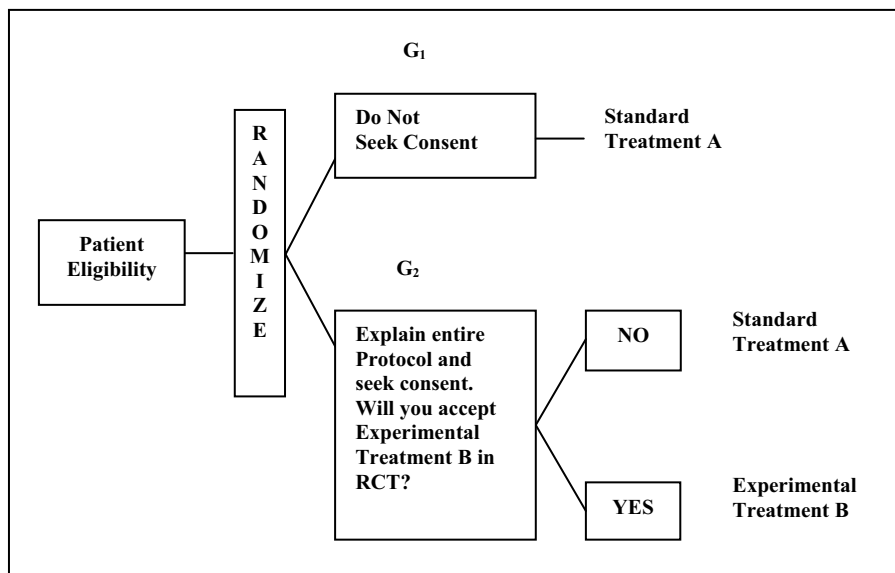 G₁
Do Not
Seek Consent
Standard
Treatment A
R
A
N
D
O
M
I
Z
E
Patient
Eligibility
G₂
Explain entire
Protocol and
seek consent.
Will you accept
Experimental
Treatment B in
RCT?
NO
Standard
Treatment A
YES
Experimental
Treatment B